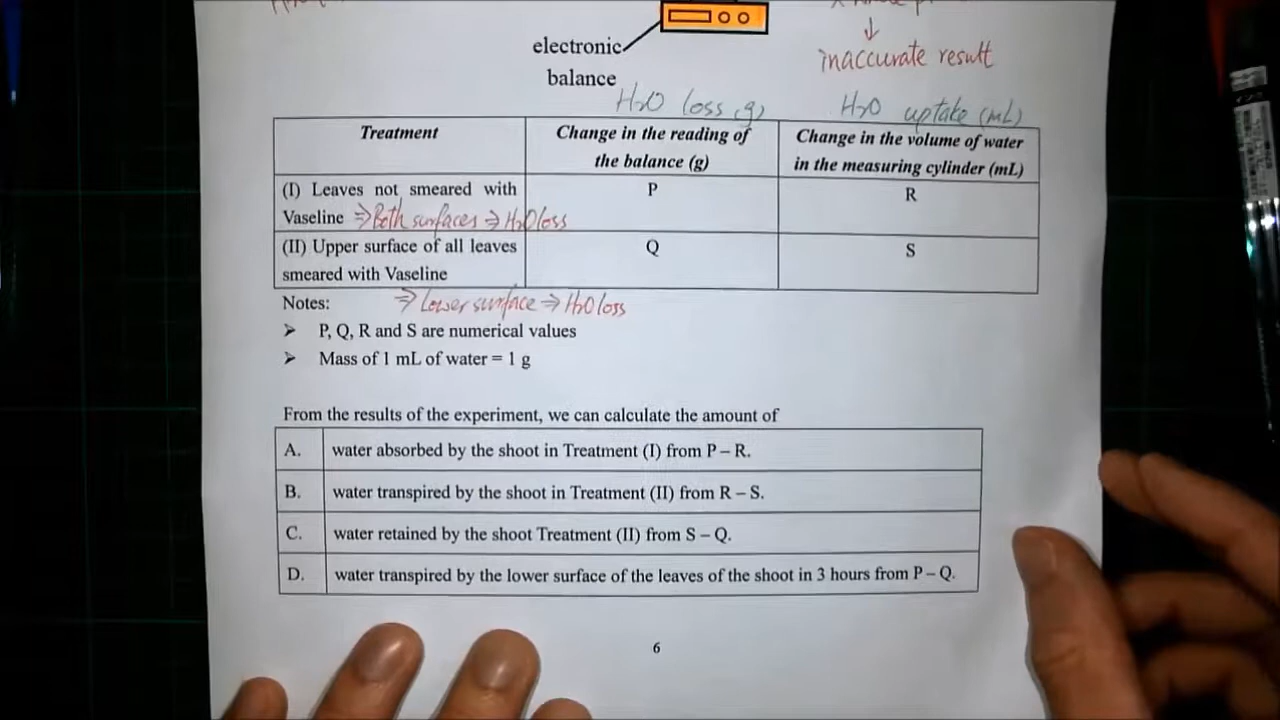 electronic
balance
inaccurate result
H2O loss (g)
H2O uptake (mL)
Treatment
Change in the reading of
the balance (g)
Change in the volume of water
in the measuring cylinder (mL)
(I) Leaves not smeared with
Vaseline ⇒ Both surfaces ⇒ H2O loss
P
R
(II) Upper surface of all leaves
smeared with Vaseline
Q
S
⇒ Lower surface ⇒ H2O loss
Notes:
➢ P, Q, R and S are numerical values
➢ Mass of 1 mL of water = 1 g
From the results of the experiment, we can calculate the amount of
A. water absorbed by the shoot in Treatment (I) from P – R.
B. water transpired by the shoot in Treatment (II) from R – S.
C. water retained by the shoot Treatment (II) from S – Q.
D. water transpired by the lower surface of the leaves of the shoot in 3 hours from P – Q.
6